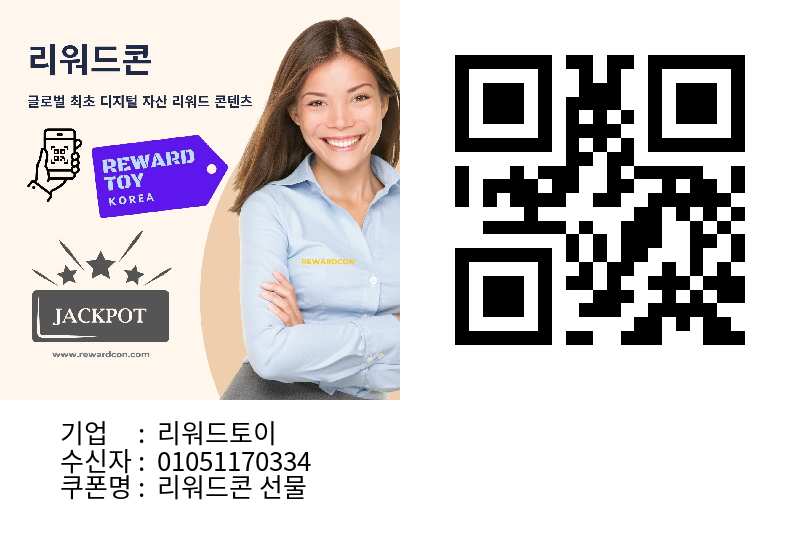 리워드콘
글로벌 최초 디지털 자산 리워드 콘텐츠
REWARD
TOY
KOREA
REWARDCON
JACKPOT
www.rewardcon.com
기업 : 리워드토이
수신자 : 01051170334
쿠폰명 : 리워드콘 선물